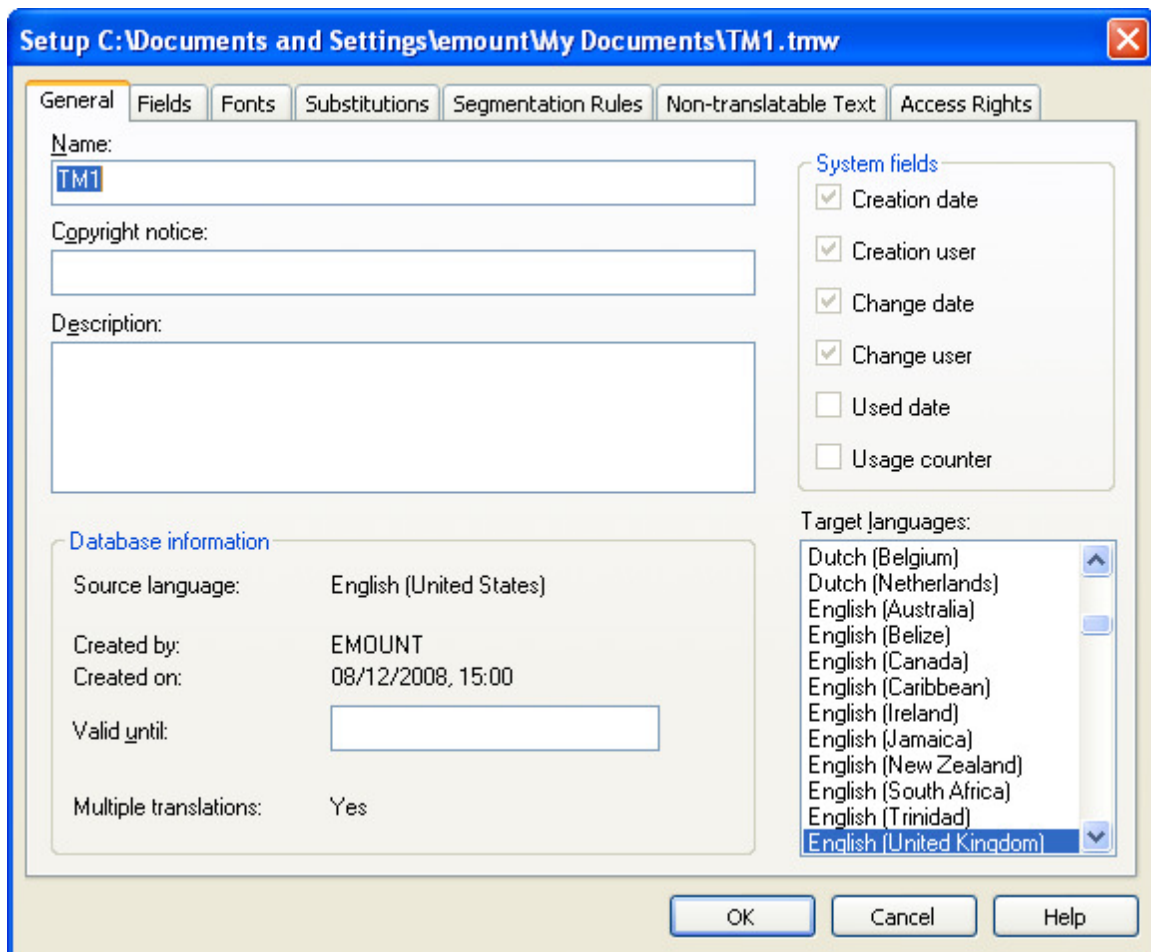 Setup C:\Documents and Settings\emount\My Documents\TM1.tmw
General Fields Fonts Substitutions Segmentation Rules Non-translatable Text Access Rights
Name:
TM1
Copyright notice:
Description:
System fields
Creation date
Creation user
Change date
Change user
Used date
Usage counter
Database information
Source language: English (United States)
Created by: EMOUNT
Created on: 08/12/2008, 15:00
Valid until:
Multiple translations: Yes
Target languages:
Dutch (Belgium)
Dutch (Netherlands)
English (Australia)
English (Belize)
English (Canada)
English (Caribbean)
English (Ireland)
English (Jamaica)
English (New Zealand)
English (South Africa)
English (Trinidad)
English (United Kingdom)
OK Cancel Help